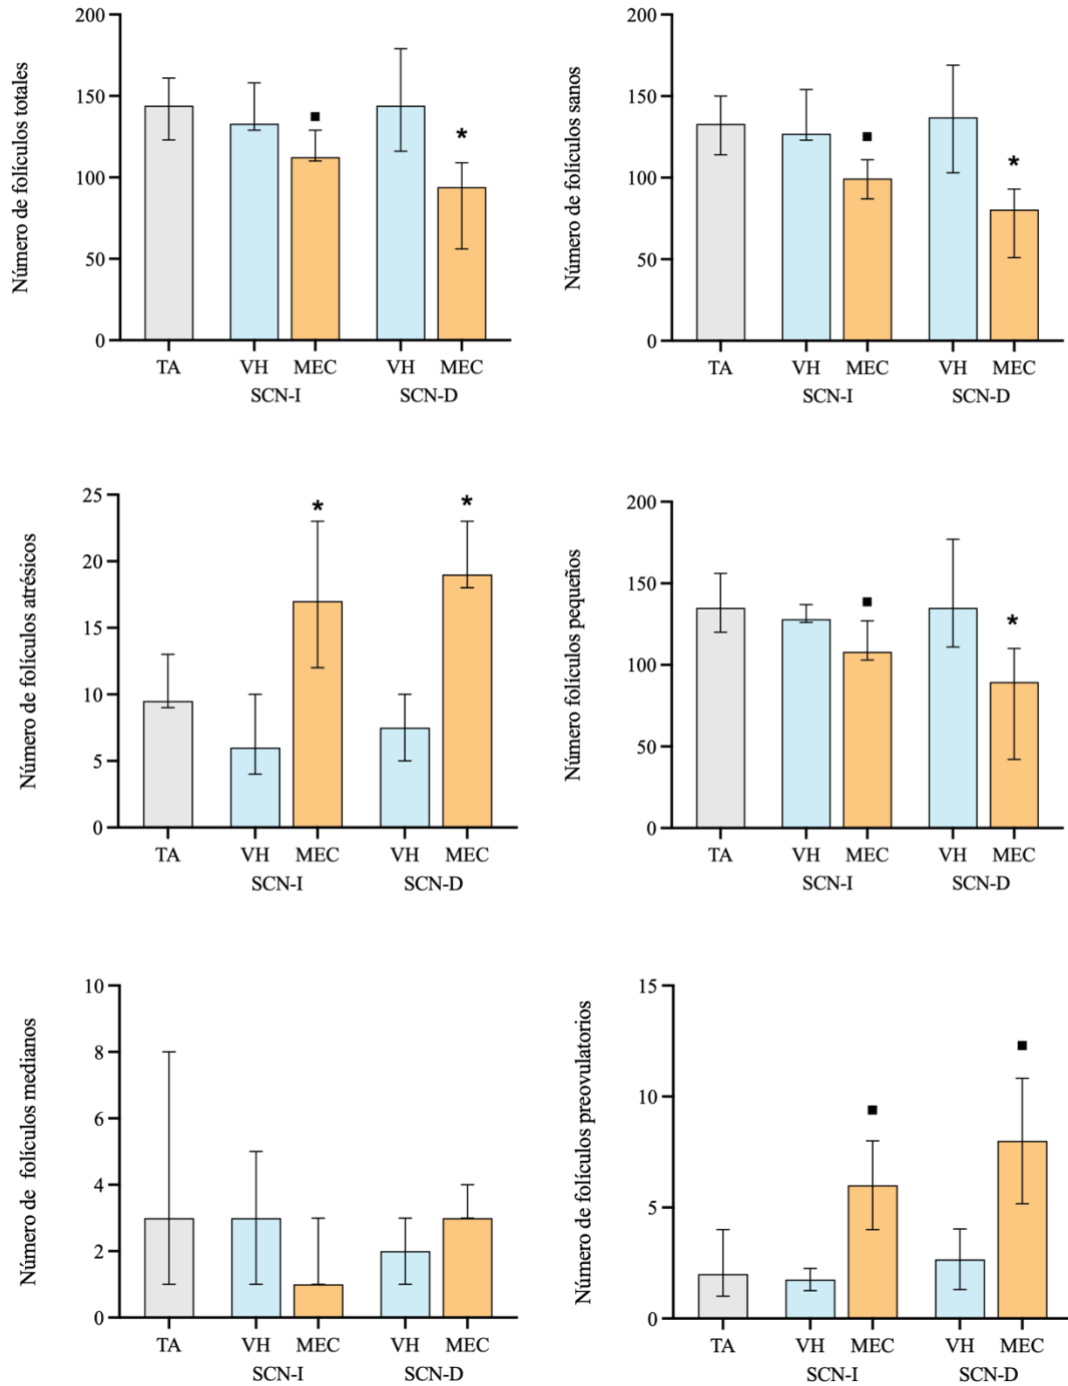 Número de folículos totales
200
150
100
50
0
■
*
TA VH MEC VH MEC
SCN-I SCN-D
Número de folículos sanos
200
150
100
50
0
■
*
TA VH MEC VH MEC
SCN-I SCN-D
Número de folículos atrésicos
25
20
15
10
5
0
*
*
TA VH MEC VH MEC
SCN-I SCN-D
Número folículos pequeños
200
150
100
50
0
■
*
TA VH MEC VH MEC
SCN-I SCN-D
Número de folículos medianos
10
8
6
4
2
0
TA VH MEC VH MEC
SCN-I SCN-D
Número de folículos preovulatorios
15
10
5
0
■
■
TA VH MEC VH MEC
SCN-I SCN-D